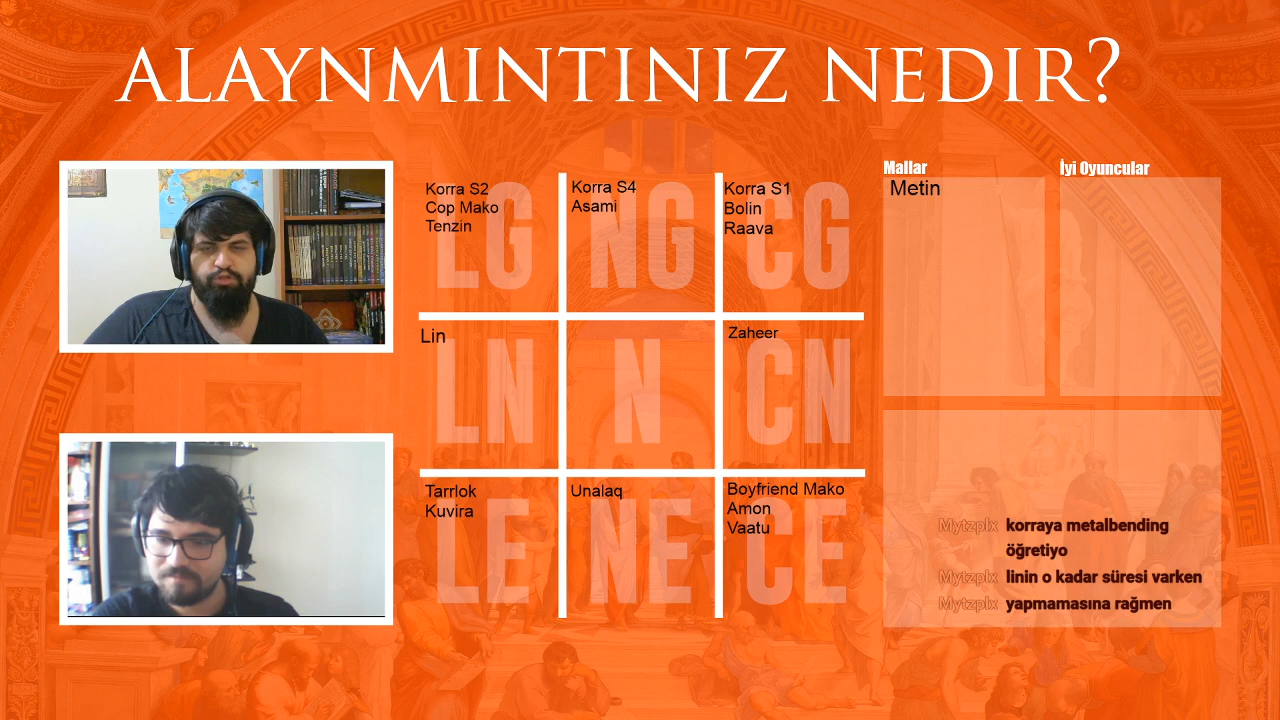 ALAYNMINTINIZ NEDIR?
Korra S2
Cop Mako
Tenzin
LG
Korra S4
Asami
NG
Korra S1
Bolin
Raava
CG
Lin
LN
N
Zaheer
CN
Tarrlok
Kuvira
LE
Unalaq
NE
Boyfriend Mako
Amon
Vaatu
CE
Mallar
Metin
İyi Oyuncular
Mytzplx korraya metalbending
öğretiyo
Mytzplx linin o kadar süresi varken
Mytzplx yapmamasına rağmen